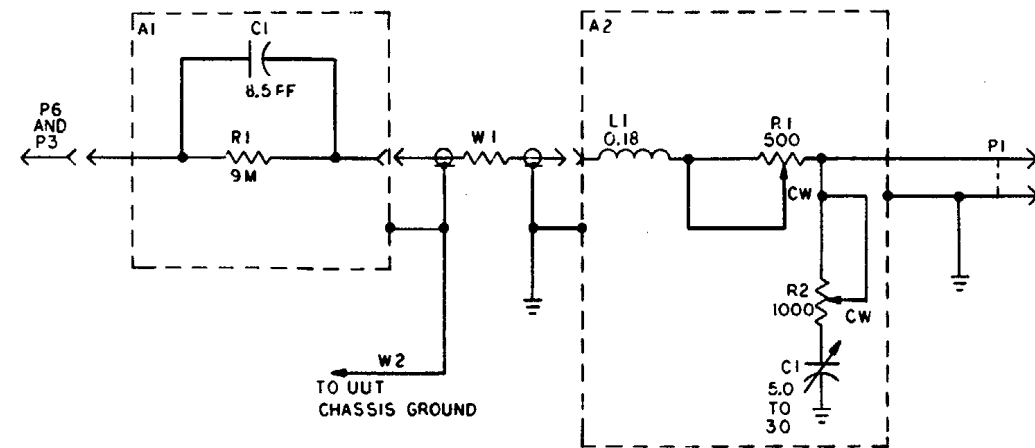 A1
C1
8.5 FF
P6
AND
P3
R1
9M
W1
W2
TO UUT
CHASSIS GROUND
A2
L1
0.18
R1
500
CW
R2
1000
CW
C1
5.0
TO
30
P1